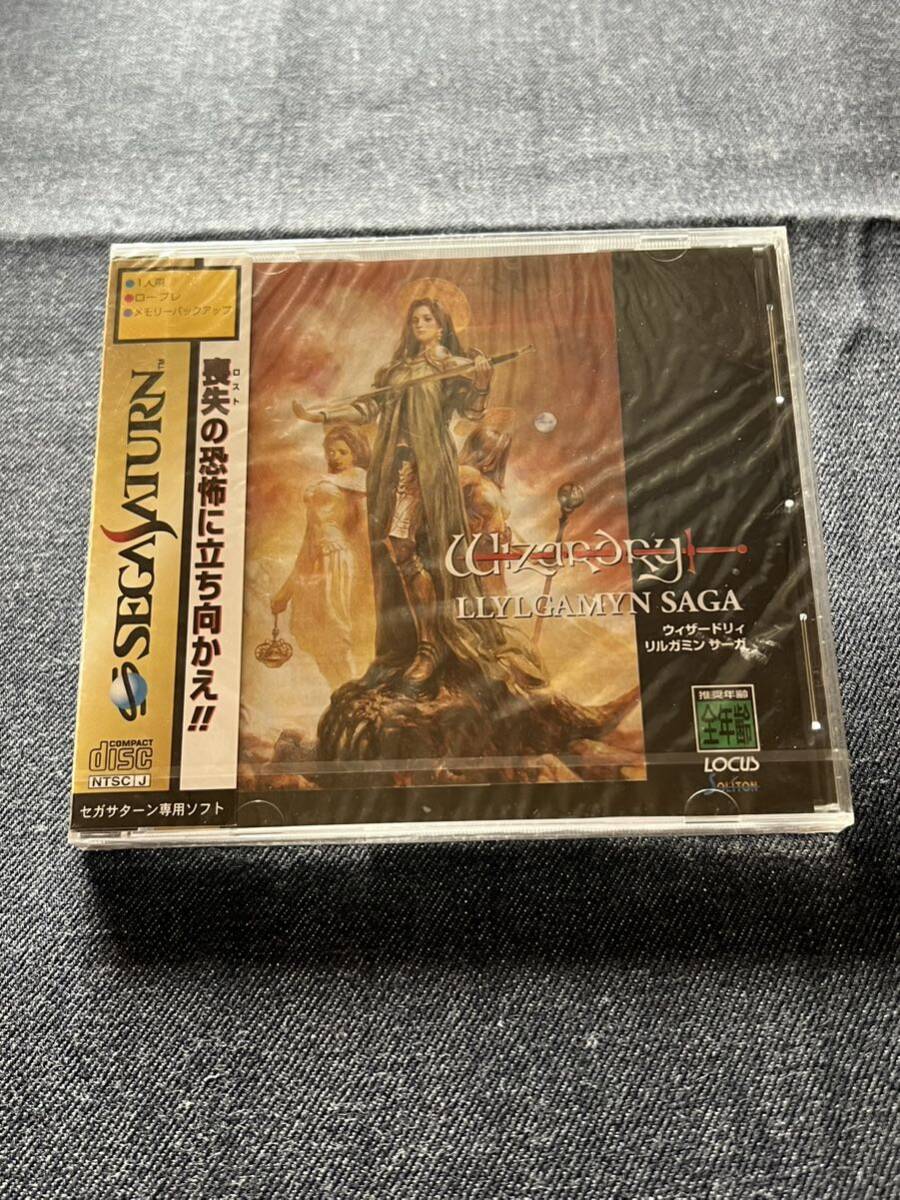 ●1人用
●ロープレ
●メモリーバックアップ
SEGA SATURN™
COMPACT
disc
NTSC J
セガサターン専用ソフト
ロスト
喪失の恐怖に立ち向かえ!!
Wizardry
LLYLGAMYN SAGA
ウィザードリィ
リルガミン サーガ
推奨年齢
全年齢
LOCUS
SOLITON